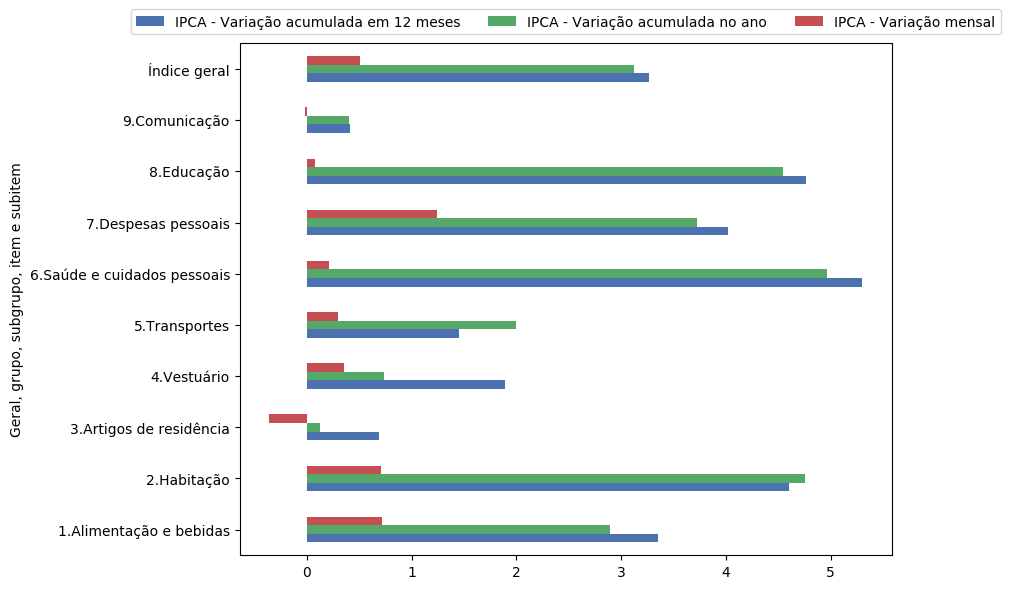 IPCA - Variação acumulada em 12 meses IPCA - Variação acumulada no ano IPCA - Variação mensal
Geral, grupo, subgrupo, item e subitem
Índice geral
9.Comunicação
8.Educação
7.Despesas pessoais
6.Saúde e cuidados pessoais
5.Transportes
4.Vestuário
3.Artigos de residência
2.Habitação
1.Alimentação e bebidas
0 1 2 3 4 5